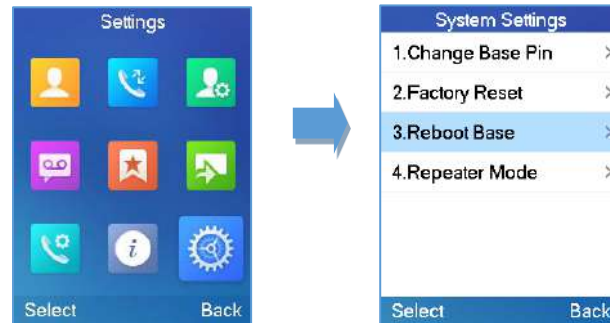 Settings
Select Back
System Settings
1.Change Base Pin
2.Factory Reset
3.Reboot Base
4.Repeater Mode
Select Back